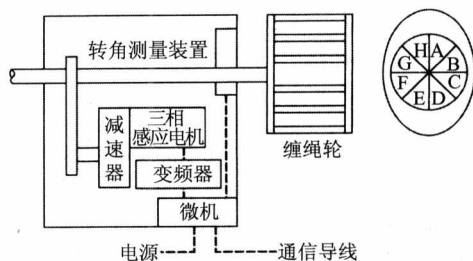 转角测量装置
H A
G B
F C
E D
减速器
三相
感应电机
变频器
微机
缠绳轮
电源
通信导线